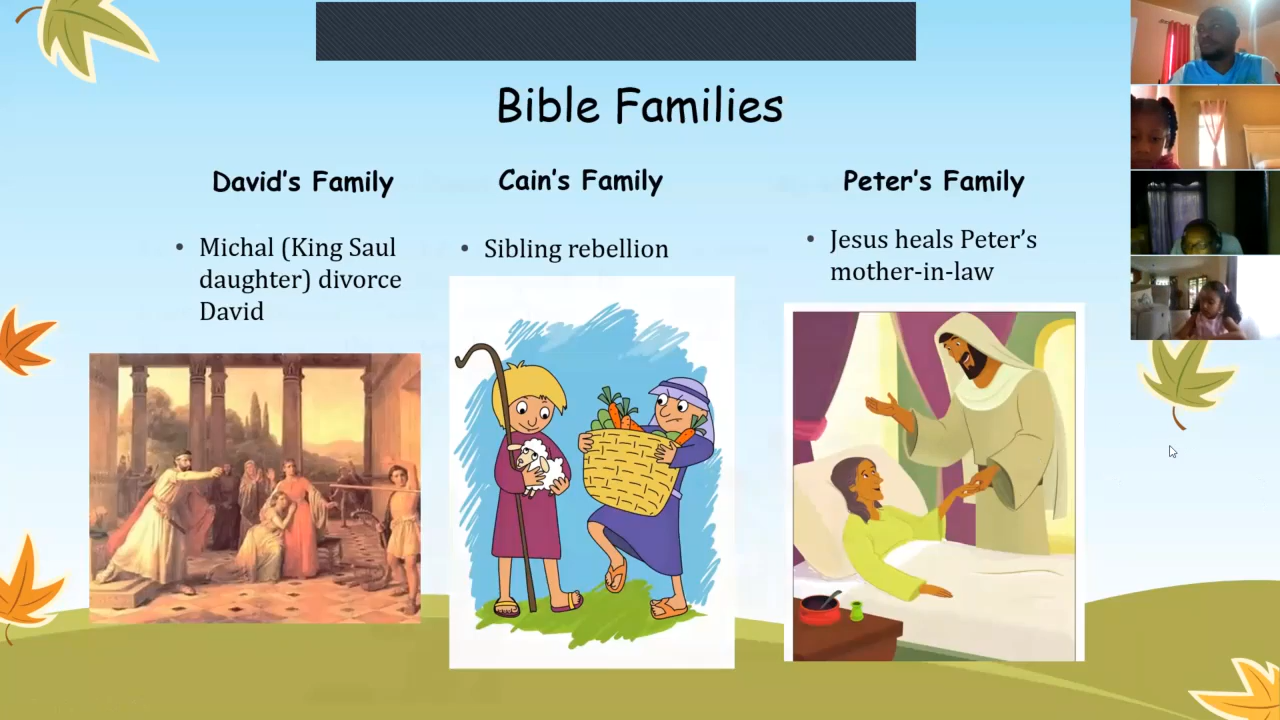 Bible Families
David's Family
• Michal (King Saul
daughter) divorce
David
Cain's Family
• Sibling rebellion
Peter's Family
• Jesus heals Peter's
mother-in-law